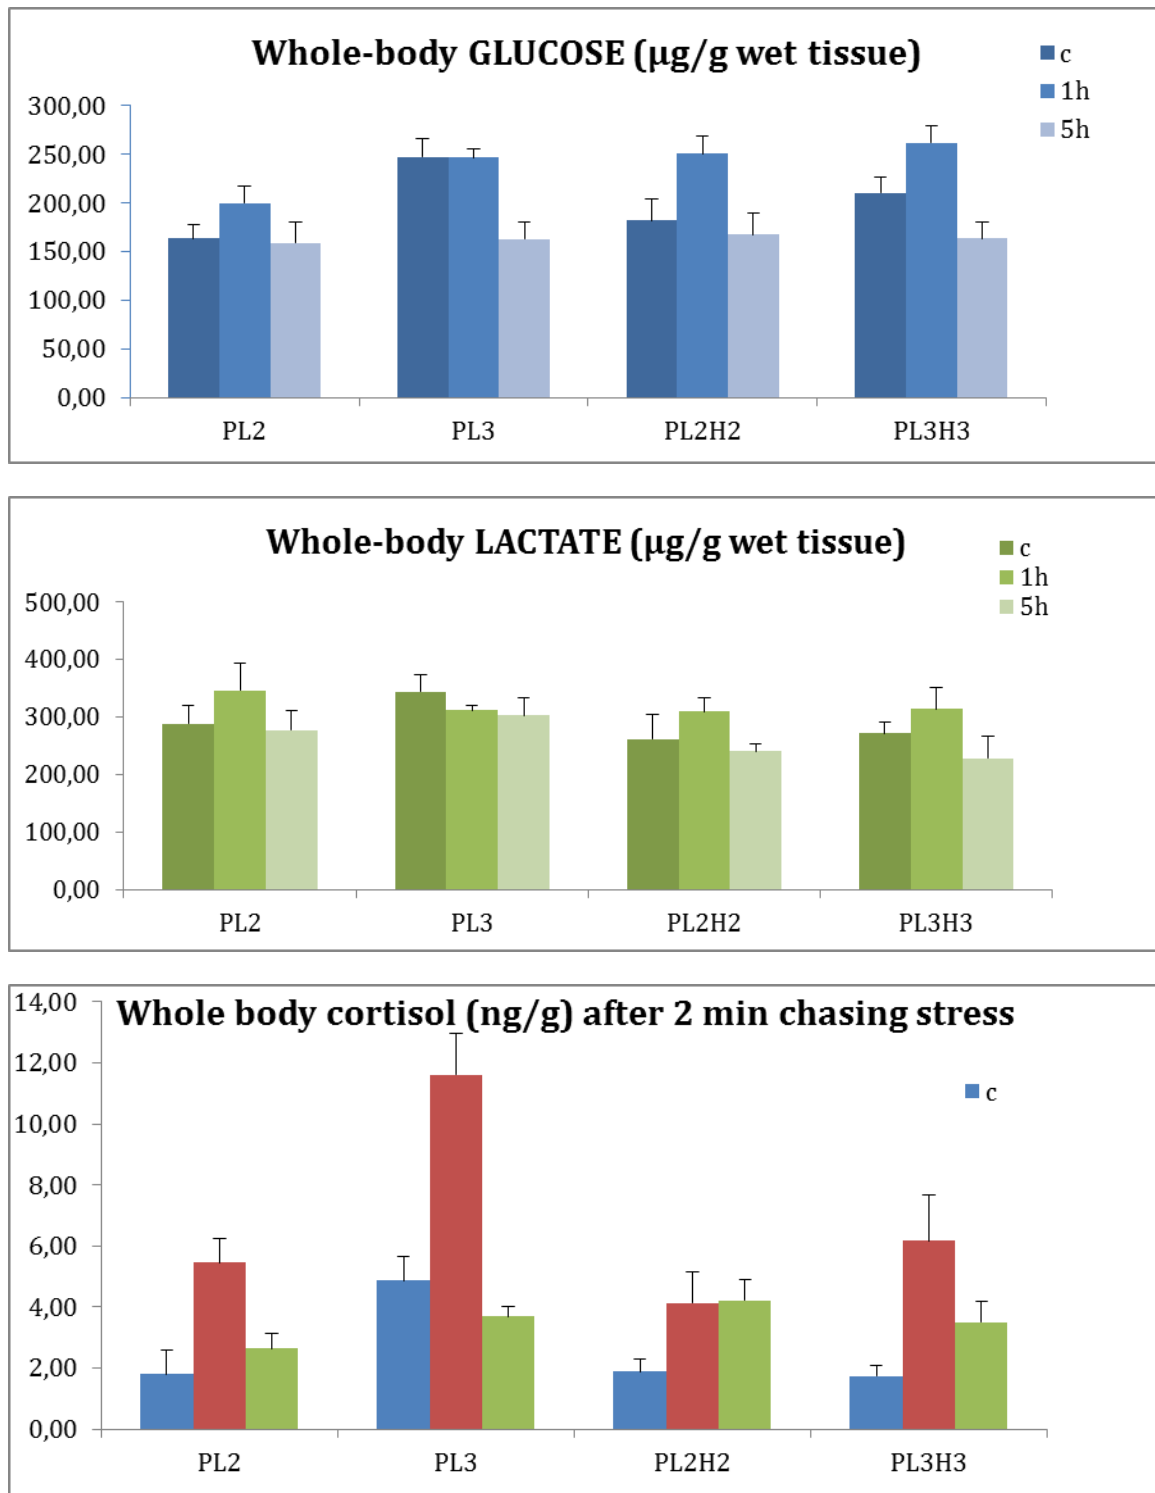 Whole-body GLUCOSE (µg/g wet tissue)
c
1h
5h
300,00
250,00
200,00
150,00
100,00
50,00
0,00
PL2 PL3 PL2H2 PL3H3
Whole-body LACTATE (µg/g wet tissue)
c
1h
5h
500,00
400,00
300,00
200,00
100,00
0,00
PL2 PL3 PL2H2 PL3H3
Whole body cortisol (ng/g) after 2 min chasing stress
c
14,00
12,00
10,00
8,00
6,00
4,00
2,00
0,00
PL2 PL3 PL2H2 PL3H3